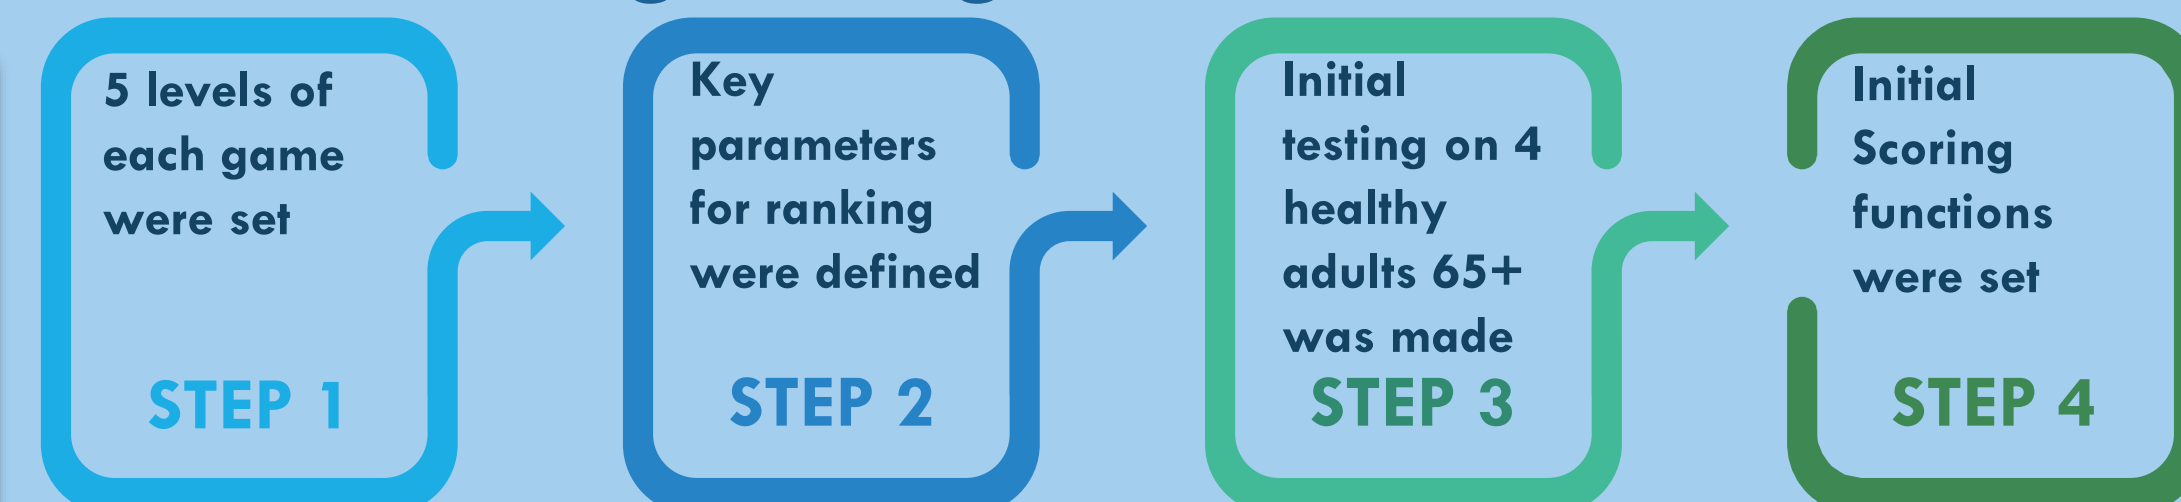 5 levels of
each game
were set
STEP 1
Key
parameters
for ranking
were defined
STEP 2
Initial
testing on 4
healthy
adults 65+
was made
STEP 3
Initial
Scoring
functions
were set
STEP 4